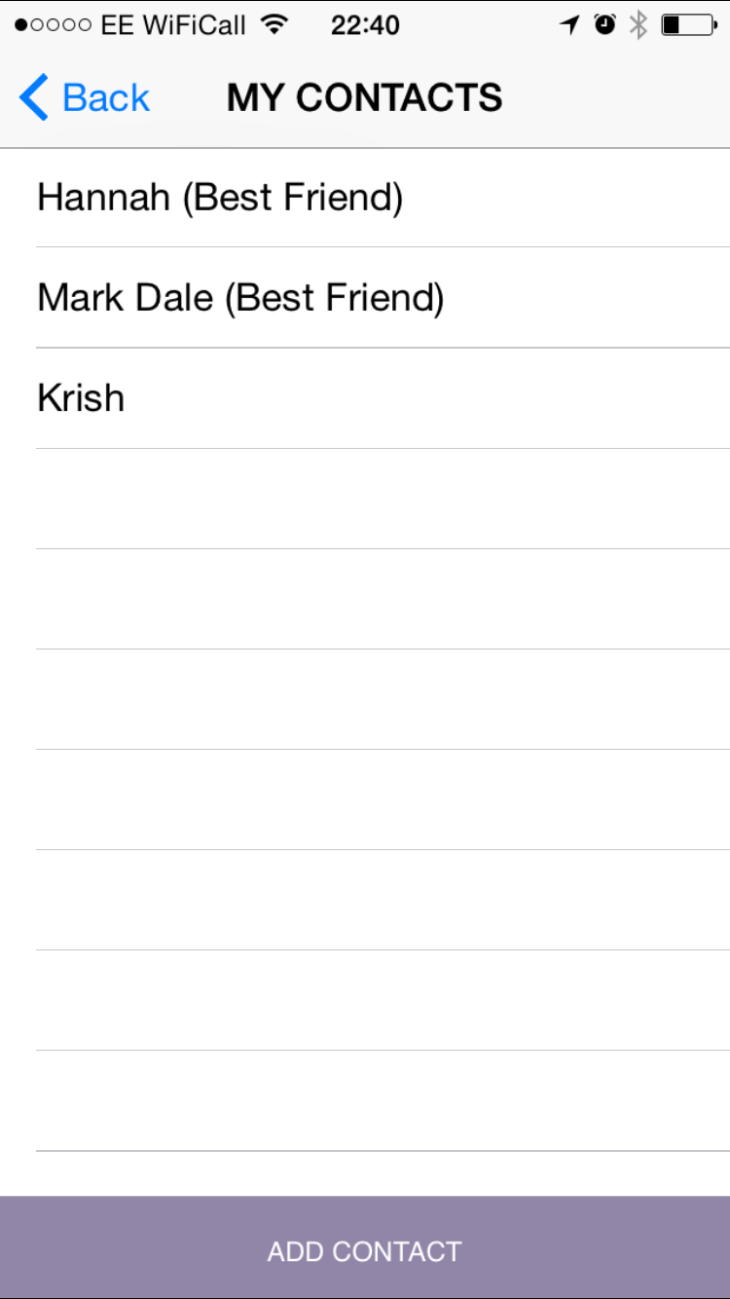 EE WiFiCall 22:40
Back MY CONTACTS
Hannah (Best Friend)
Mark Dale (Best Friend)
Krish
ADD CONTACT